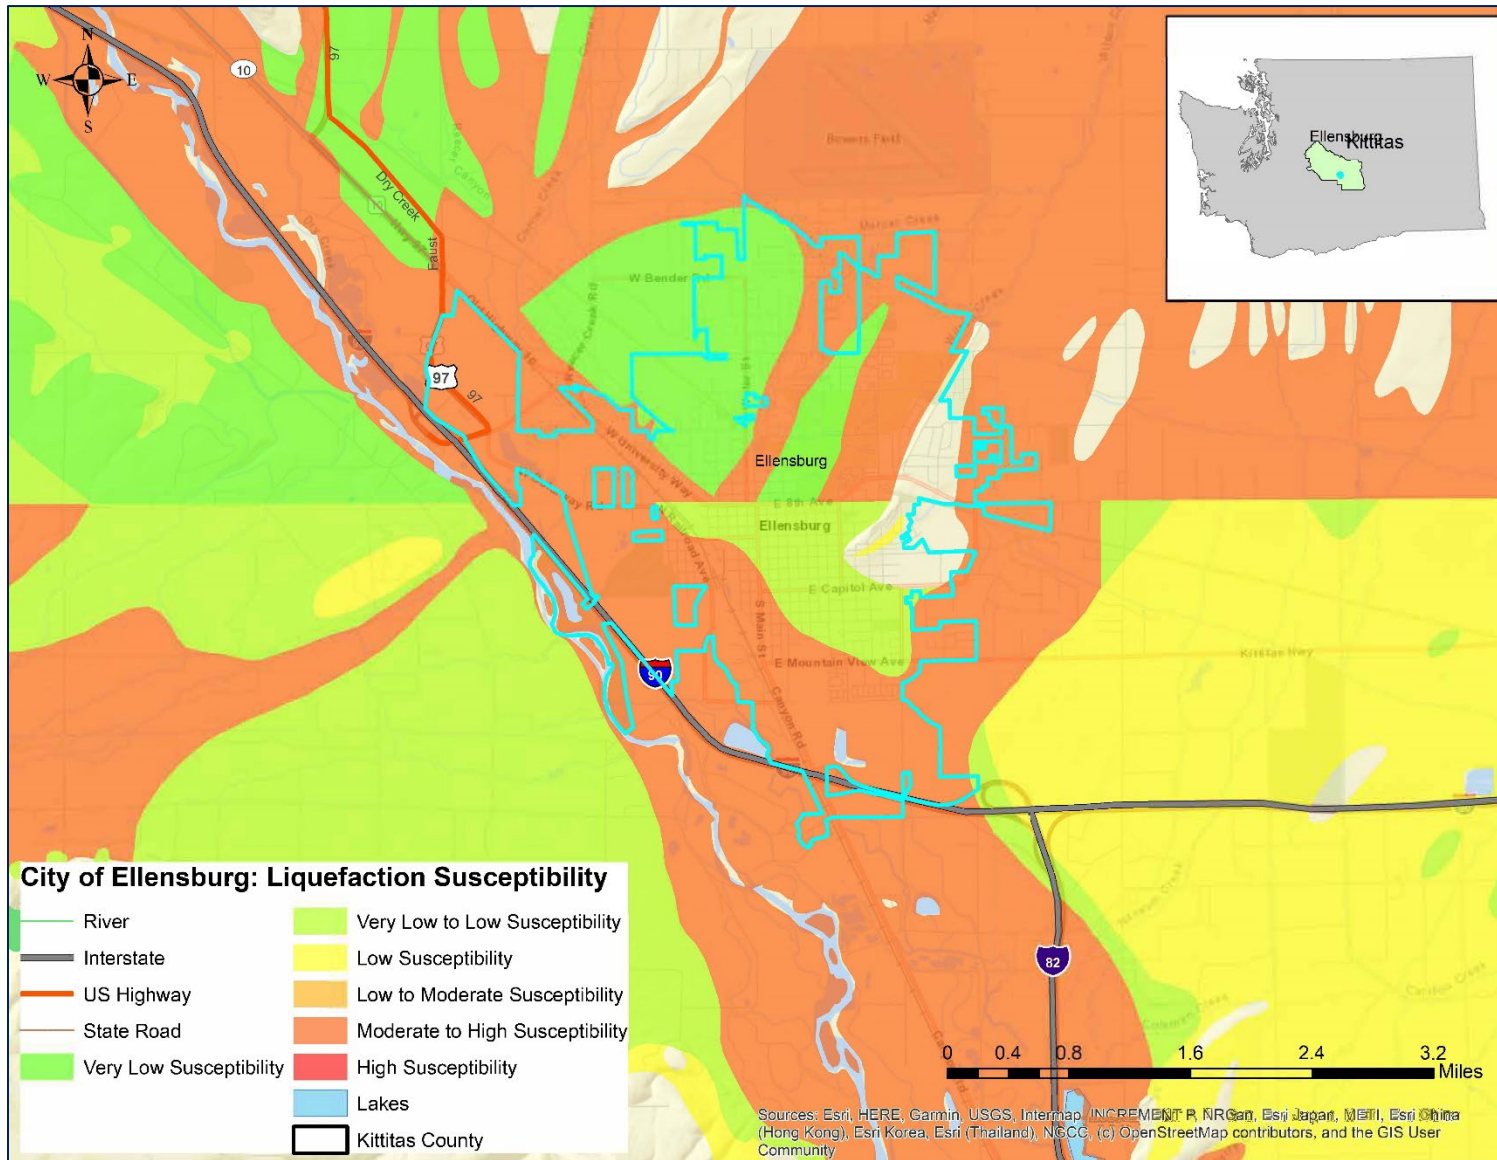 N
W E
S
10
97
Ellensburg
Kittitas
Bowers Field
Dry Creek
Faust
W Bender Rd
97
97
W University Way
Ellensburg
E 8th Ave
Ellensburg
N Railroad Ave
E Capitol Ave
S Main St
E Mountain View Ave
Kittitas Hwy
90
Canyon Rd
82
City of Ellensburg: Liquefaction Susceptibility
River
Interstate
US Highway
State Road
Very Low Susceptibility
Very Low to Low Susceptibility
Low Susceptibility
Low to Moderate Susceptibility
Moderate to High Susceptibility
High Susceptibility
Lakes
Kittitas County
0 0.4 0.8 1.6 2.4 3.2
Miles
Sources: Esri, HERE, Garmin, USGS, Intermap, INCREMENT P, NRCan, Esri Japan, METI, Esri China
(Hong Kong), Esri Korea, Esri (Thailand), NGCC, (c) OpenStreetMap contributors, and the GIS User
Community